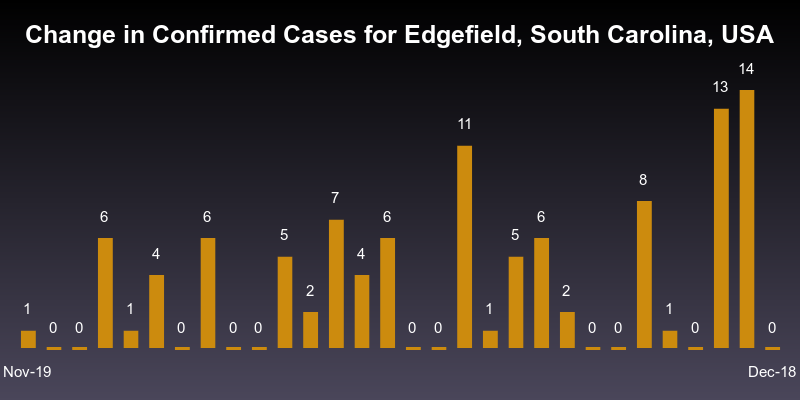 Change in Confirmed Cases for Edgefield, South Carolina, USA
1 0 0 6 1 4 0 6 0 0 5 2 7 4 6 0 0 11 1 5 6 2 0 0 8 1 0 13 14 0
Nov-19 Dec-18